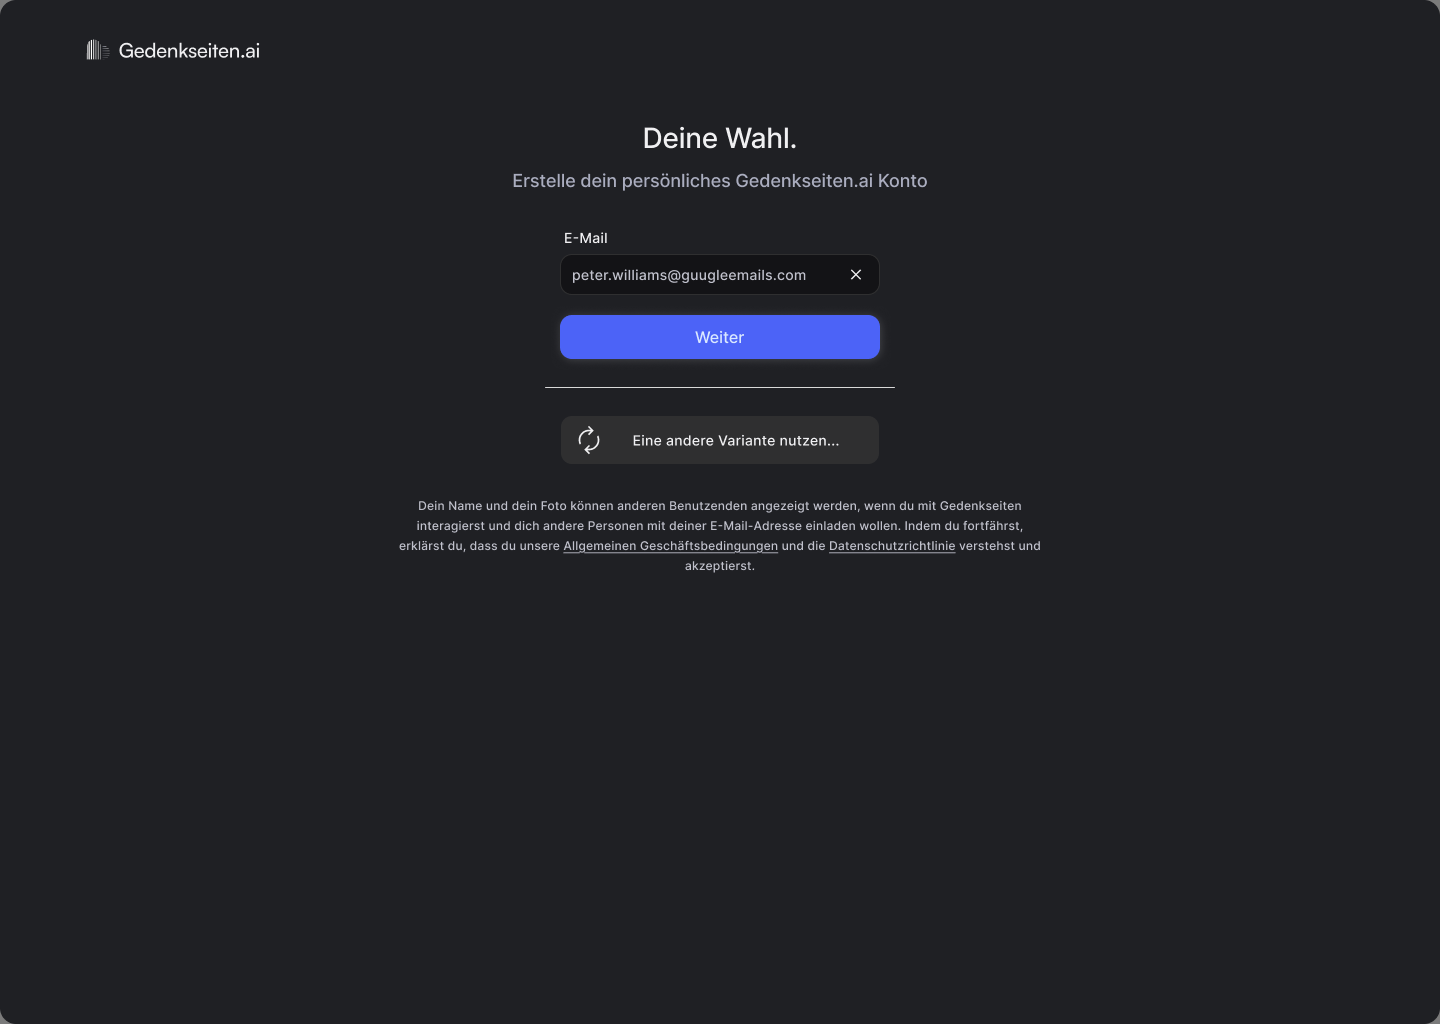 Gedenkseiten.ai
Deine Wahl.
Erstelle dein persönliches Gedenkseiten.ai Konto
E-Mail
peter.williams@guugleemails.com
Weiter
Eine andere Variante nutzen...
Dein Name und dein Foto können anderen Benutzenden angezeigt werden, wenn du mit Gedenkseiten
interagierst und dich andere Personen mit deiner E-Mail-Adresse einladen wollen. Indem du fortfährst,
erklärst du, dass du unsere Allgemeinen Geschäftsbedingungen und die Datenschutzrichtlinie verstehst und
akzeptierst.